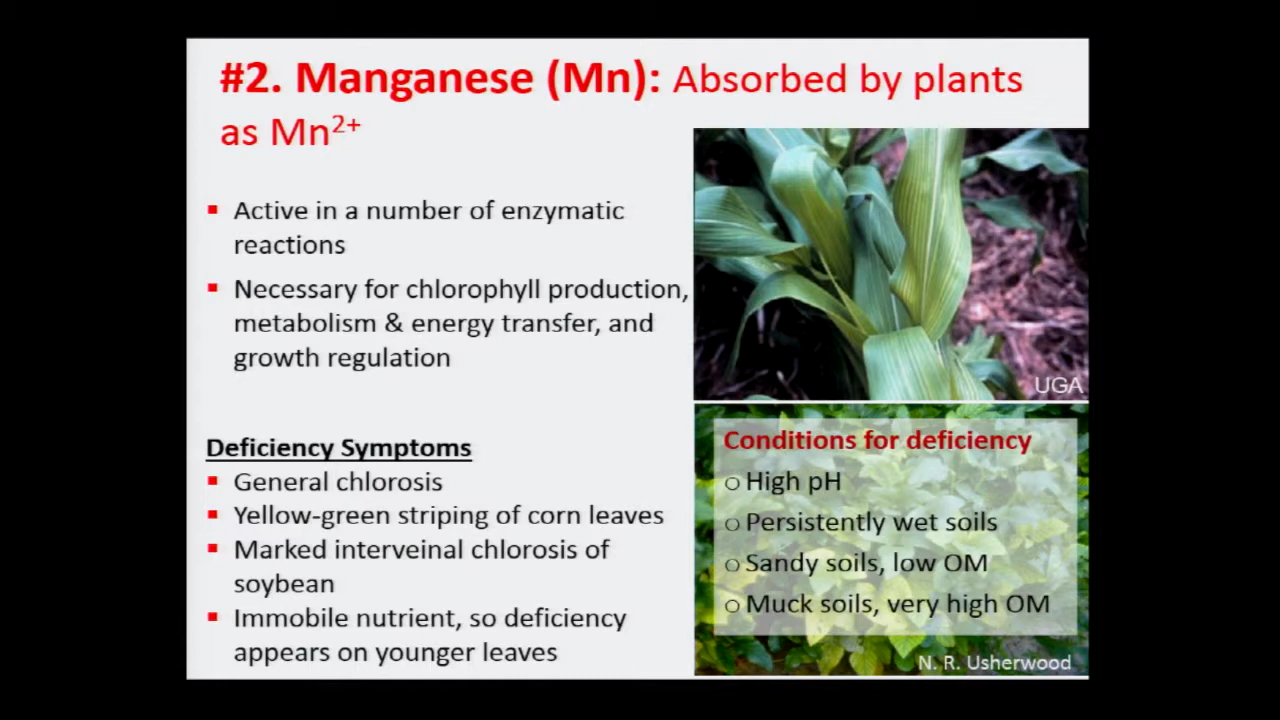 #2. Manganese (Mn): Absorbed by plants
as Mn²⁺
▪ Active in a number of enzymatic
reactions
▪ Necessary for chlorophyll production,
metabolism & energy transfer, and
growth regulation
Deficiency Symptoms
▪ General chlorosis
▪ Yellow-green striping of corn leaves
▪ Marked interveinal chlorosis of
soybean
▪ Immobile nutrient, so deficiency
appears on younger leaves
UGA
Conditions for deficiency
o High pH
o Persistently wet soils
o Sandy soils, low OM
o Muck soils, very high OM
N. R. Usherwood